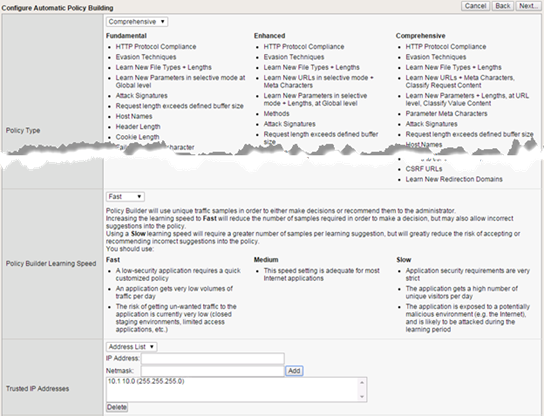 Configure Automatic Policy Building
Cancel Back Next...
Comprehensive
Policy Type
Fundamental
HTTP Protocol Compliance
Evasion Techniques
Learn New File Types + Lengths
Learn New Parameters in selective mode at
Global level
Attack Signatures
Request length exceeds defined buffer size
Host Names
Header Length
Cookie Length
Enhanced
HTTP Protocol Compliance
Evasion Techniques
Learn New File Types + Lengths
Learn New URLs in selective mode +
Meta Characters
Learn New Parameters in selective
mode + Lengths, at Global level
Methods
Attack Signatures
Request length exceeds defined buffer
size
Comprehensive
HTTP Protocol Compliance
Evasion Techniques
Learn New File Types + Lengths
Learn New URLs + Meta Characters,
Classify Request Content
Learn New Parameters + Lengths, at URL
level, Classify Value Content
Parameter Meta Characters
Attack Signatures
Request length exceeds defined buffer size
Host Names
CSRF URLs
Learn New Redirection Domains
Policy Builder Learning Speed
Fast
Policy Builder will use unique traffic samples in order to either make decisions or recommend them to the administrator.
Increasing the learning speed to Fast will reduce the number of samples required in order to make a decision, but may also allow incorrect
suggestions into the policy.
Using a Slow learning speed will require a greater number of samples per learning suggestion, but will greatly reduce the risk of accepting or
recommending incorrect suggestions into the policy.
You should use:
Fast
A low-security application requires a quick
customized policy
An application gets very low volumes of
traffic per day
The risk of getting un-wanted traffic to the
application is currently very low (closed
staging environments, limited access
applications, etc.)
Medium
This speed setting is adequate for most
Internet applications
Slow
Application security requirements are very
strict
The application gets a high number of
unique visitors per day
The application is exposed to a potentially
malicious environment (e.g. the Internet),
and is likely to be attacked during the
learning period
Trusted IP Addresses
Address List
IP Address:
Netmask: Add
10.1.10.0 (255.255.255.0)
Delete